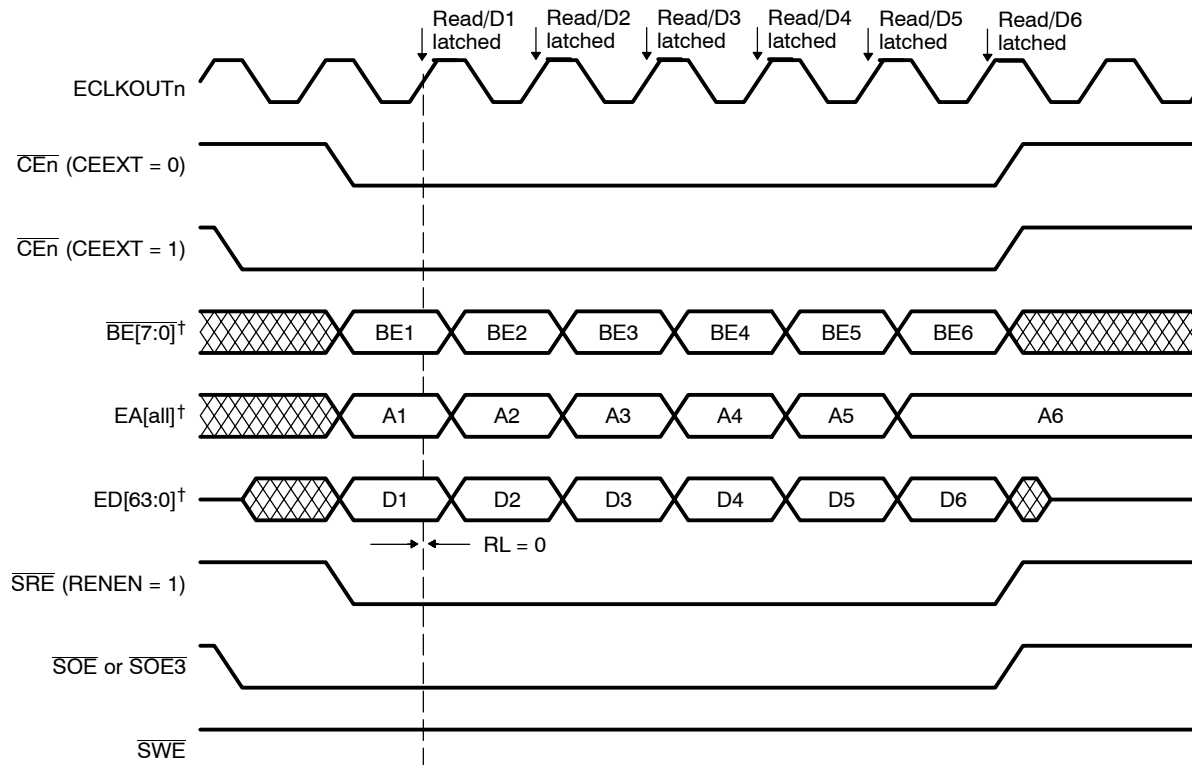 Read/D1 latched
Read/D2 latched
Read/D3 latched
Read/D4 latched
Read/D5 latched
Read/D6 latched
ECLKOUTn
CEn (CEEXT = 0)
CEn (CEEXT = 1)
BE[7:0]†
BE1
BE2
BE3
BE4
BE5
BE6
EA[all]†
A1
A2
A3
A4
A5
A6
ED[63:0]†
D1
D2
D3
D4
D5
D6
RL = 0
SRE (RENEN = 1)
SOE or SOE3
SWE